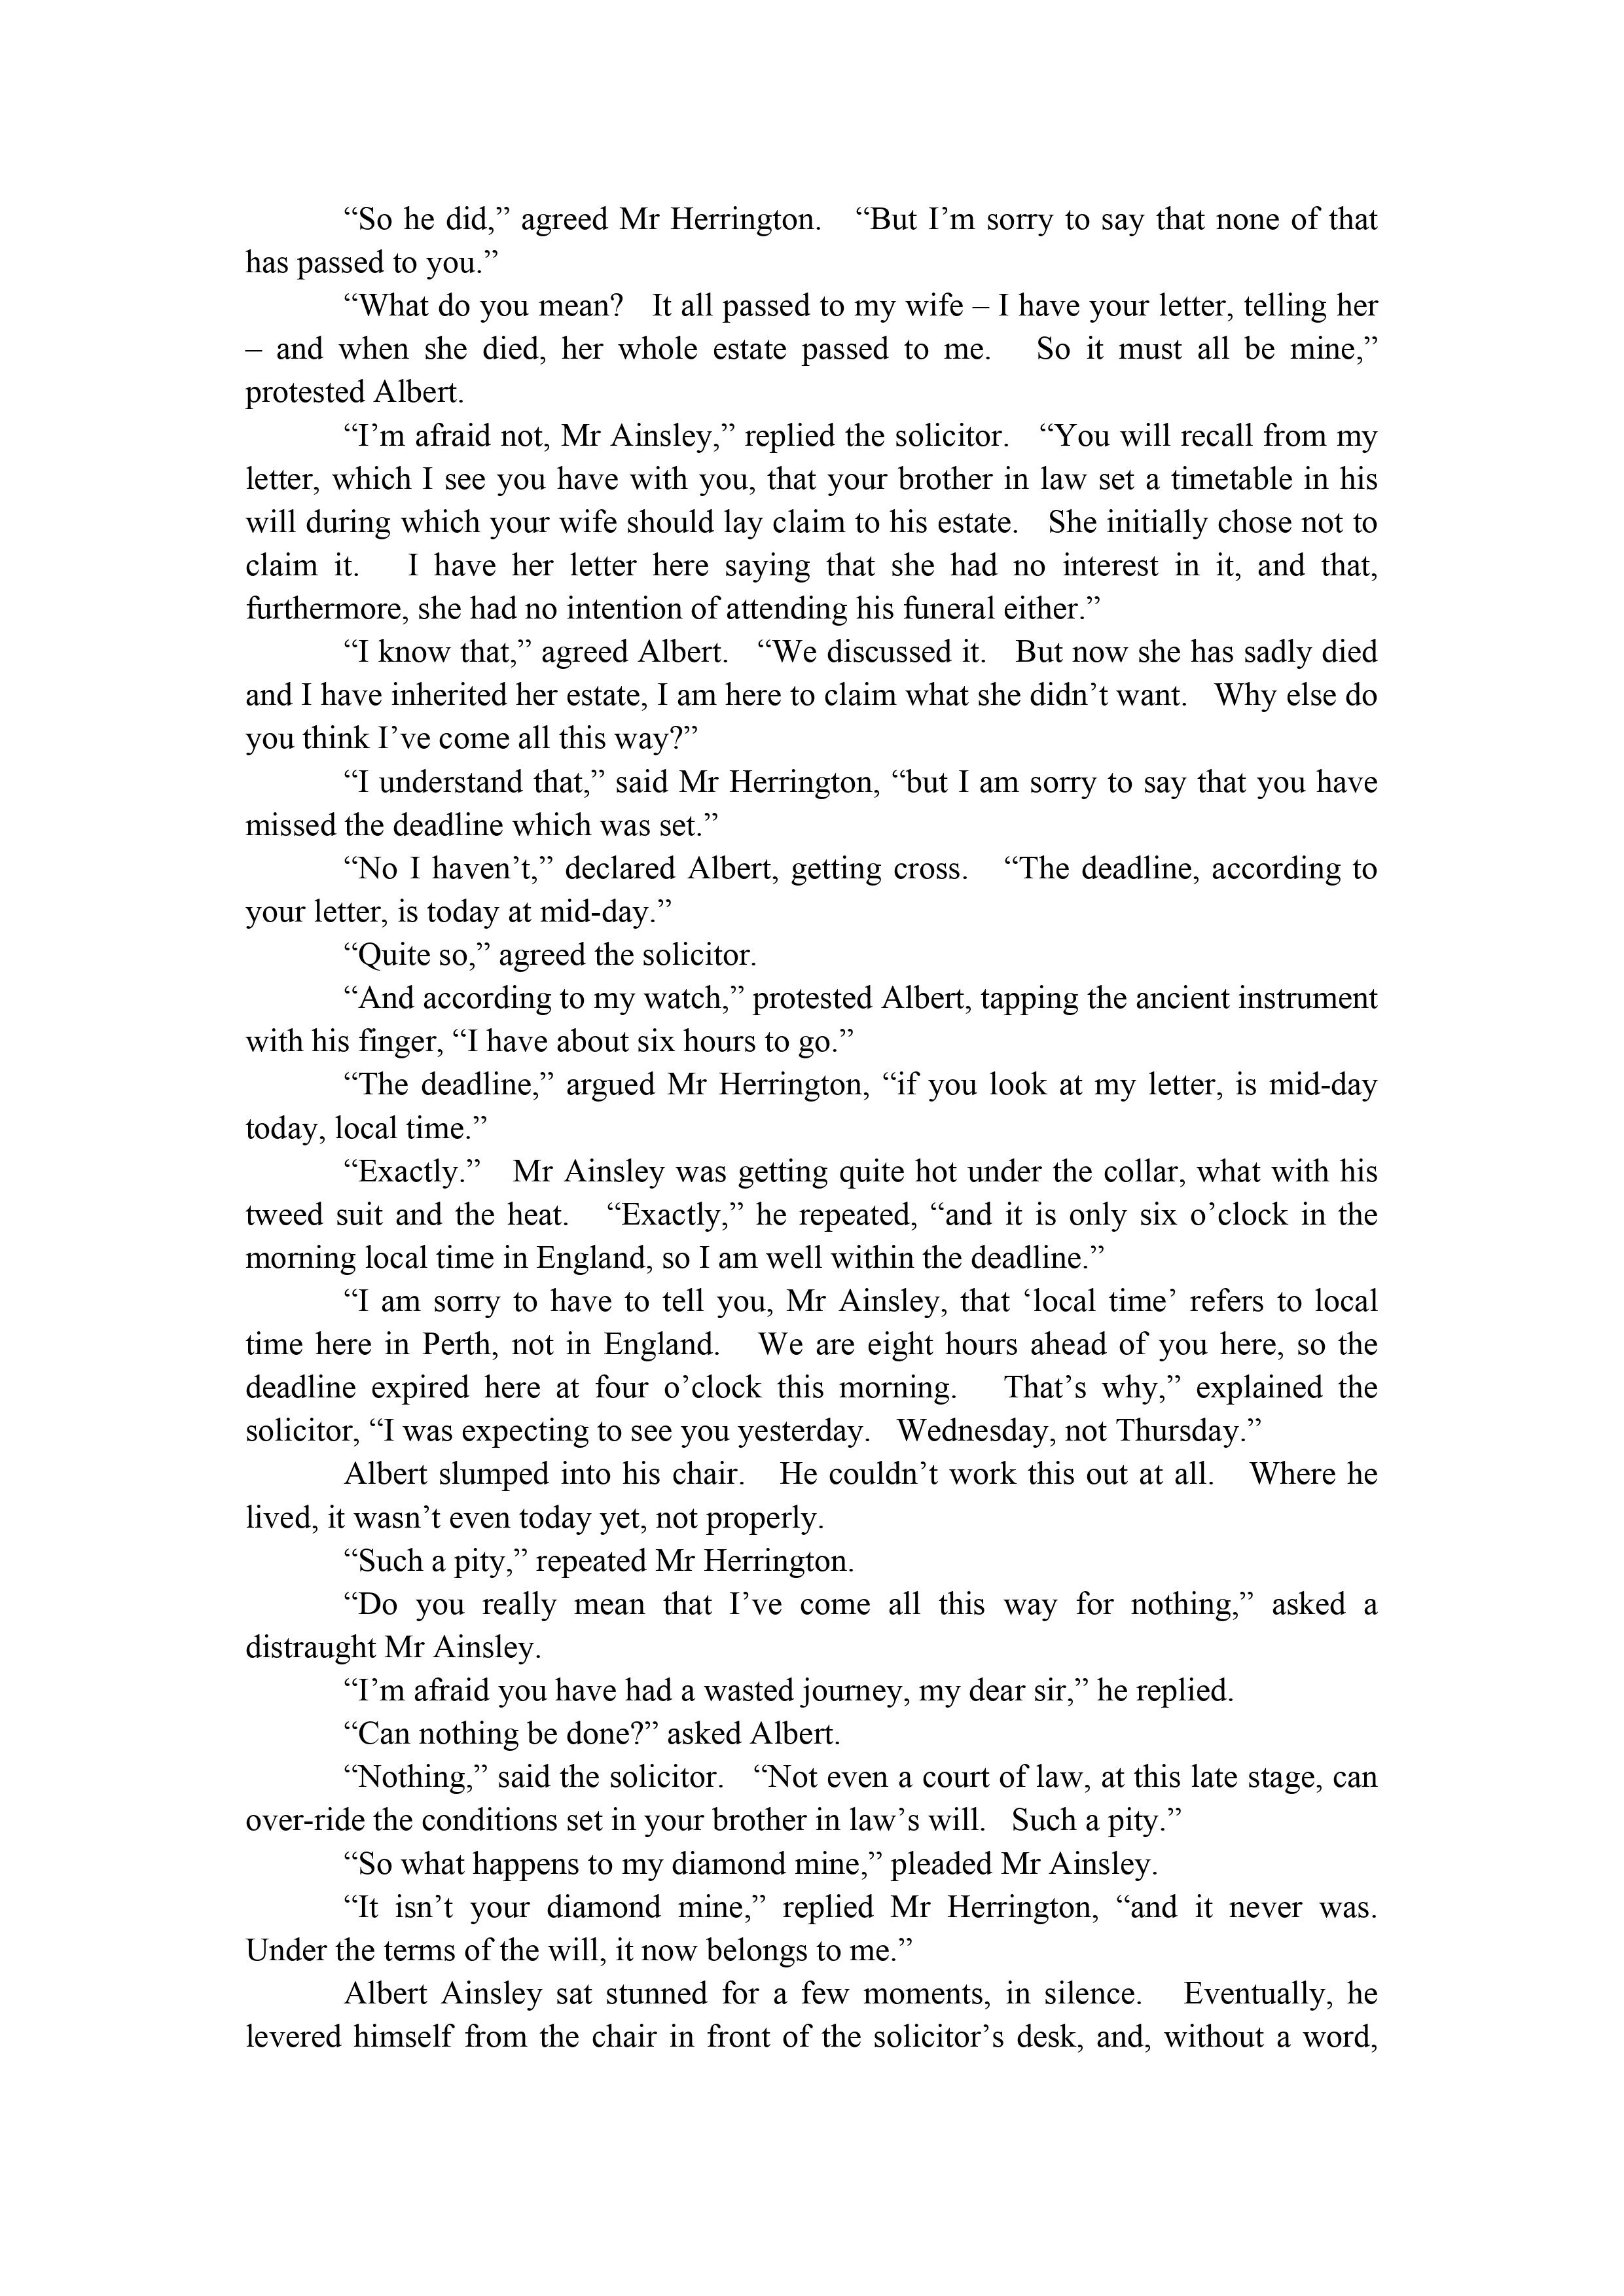 “So he did,” agreed Mr Herrington. “But I’m sorry to say that none of that
has passed to you.”
“What do you mean? It all passed to my wife – I have your letter, telling her
– and when she died, her whole estate passed to me. So it must all be mine,”
protested Albert.
“I’m afraid not, Mr Ainsley,” replied the solicitor. “You will recall from my
letter, which I see you have with you, that your brother in law set a timetable in his
will during which your wife should lay claim to his estate. She initially chose not to
claim it. I have her letter here saying that she had no interest in it, and that,
furthermore, she had no intention of attending his funeral either.”
“I know that,” agreed Albert. “We discussed it. But now she has sadly died
and I have inherited her estate, I am here to claim what she didn’t want. Why else do
you think I’ve come all this way?”
“I understand that,” said Mr Herrington, “but I am sorry to say that you have
missed the deadline which was set.”
“No I haven’t,” declared Albert, getting cross. “The deadline, according to
your letter, is today at mid-day.”
“Quite so,” agreed the solicitor.
“And according to my watch,” protested Albert, tapping the ancient instrument
with his finger, “I have about six hours to go.”
“The deadline,” argued Mr Herrington, “if you look at my letter, is mid-day
today, local time.”
“Exactly.” Mr Ainsley was getting quite hot under the collar, what with his
tweed suit and the heat. “Exactly,” he repeated, “and it is only six o’clock in the
morning local time in England, so I am well within the deadline.”
“I am sorry to have to tell you, Mr Ainsley, that ‘local time’ refers to local
time here in Perth, not in England. We are eight hours ahead of you here, so the
deadline expired here at four o’clock this morning. That’s why,” explained the
solicitor, “I was expecting to see you yesterday. Wednesday, not Thursday.”
Albert slumped into his chair. He couldn’t work this out at all. Where he
lived, it wasn’t even today yet, not properly.
“Such a pity,” repeated Mr Herrington.
“Do you really mean that I’ve come all this way for nothing,” asked a
distraught Mr Ainsley.
“I’m afraid you have had a wasted journey, my dear sir,” he replied.
“Can nothing be done?” asked Albert.
“Nothing,” said the solicitor. “Not even a court of law, at this late stage, can
over-ride the conditions set in your brother in law’s will. Such a pity.”
“So what happens to my diamond mine,” pleaded Mr Ainsley.
“It isn’t your diamond mine,” replied Mr Herrington, “and it never was.
Under the terms of the will, it now belongs to me.”
Albert Ainsley sat stunned for a few moments, in silence. Eventually, he
levered himself from the chair in front of the solicitor’s desk, and, without a word,